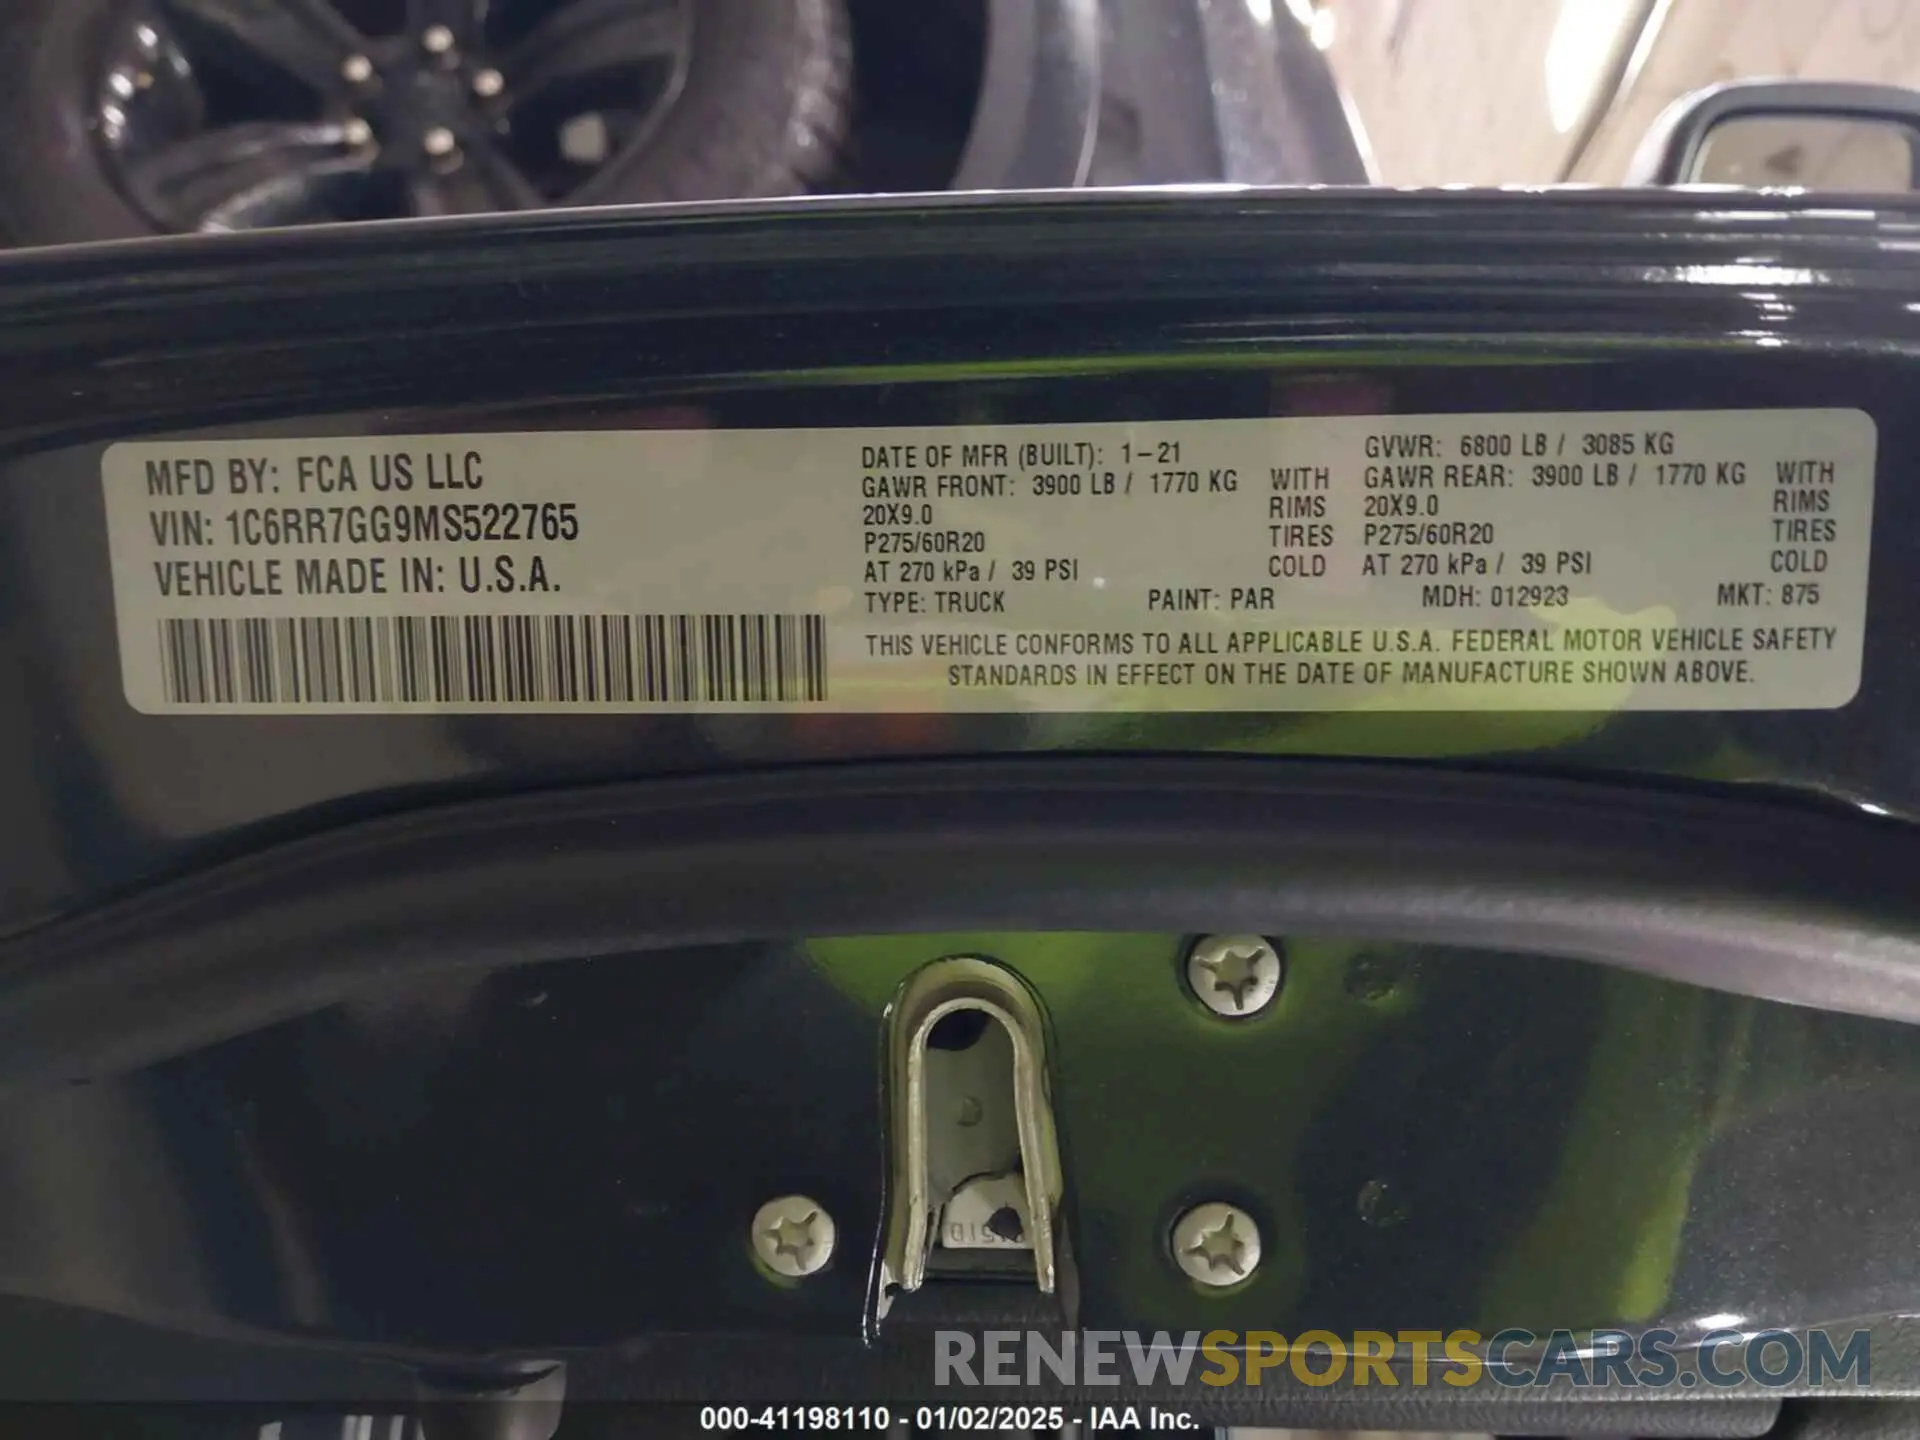 MFD BY: FCA US LLC
VIN: 1C6RR7GG9MS522765
VEHICLE MADE IN: U.S.A.
DATE OF MFR (BUILT): 1-21
GAWR FRONT: 3900 LB / 1770 KG WITH
20X9.0 RIMS
P275/60R20 TIRES
AT 270 kPa / 39 PSI COLD
GVWR: 6800 LB / 3085 KG
GAWR REAR: 3900 LB / 1770 KG WITH
20X9.0 RIMS
P275/60R20 TIRES
AT 270 kPa / 39 PSI COLD
TYPE: TRUCK PAINT: PAR MDH: 012923 MKT: 875
THIS VEHICLE CONFORMS TO ALL APPLICABLE U.S.A. FEDERAL MOTOR VEHICLE SAFETY
STANDARDS IN EFFECT ON THE DATE OF MANUFACTURE SHOWN ABOVE.
RENEWSPORTSCARS.COM
000-41198110 - 01/02/2025 - IAA Inc.